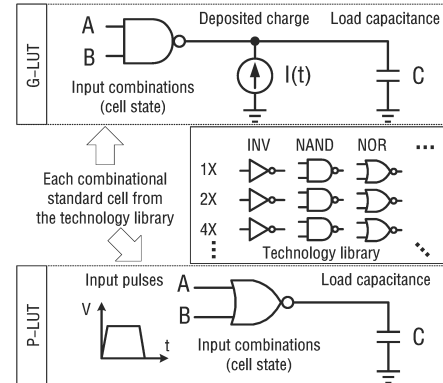 G-LUT
Deposited charge
Load capacitance
A
B
I(t)
C
Input combinations
(cell state)
Each combinational
standard cell from
the technology library
INV NAND NOR ...
1X
2X
4X
Technology library
P-LUT
Input pulses
V
t
A
B
Load capacitance
C
Input combinations
(cell state)